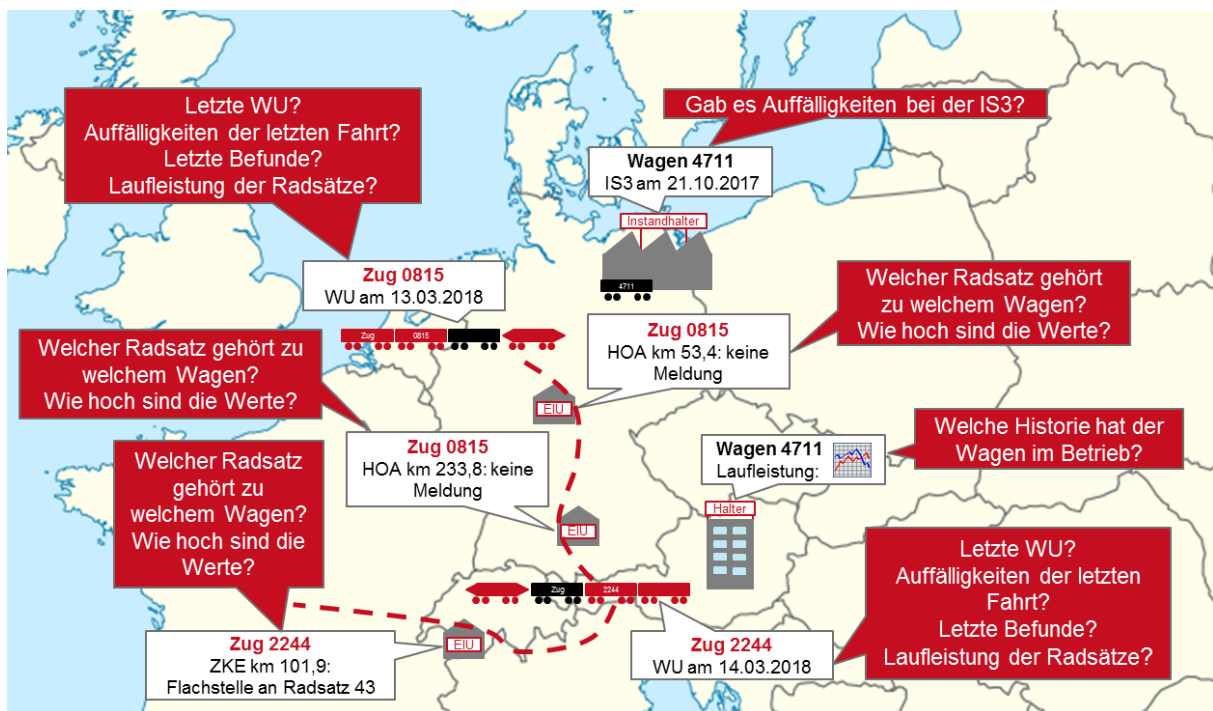 Letzte WU?
Auffälligkeiten der letzten Fahrt?
Letzte Befunde?
Laufleistung der Radsätze?
Gab es Auffälligkeiten bei der IS3?
Wagen 4711
IS3 am 21.10.2017
Instandhalter
4711
Zug 0815
WU am 13.03.2018
Zug 0815
Welcher Radsatz gehört
zu welchem Wagen?
Wie hoch sind die Werte?
Zug 0815
HOA km 53,4: keine
Meldung
EIU
Welcher Radsatz gehört zu
welchem Wagen?
Wie hoch sind die Werte?
Zug 0815
HOA km 233,8: keine
Meldung
EIU
Welche Historie hat der
Wagen im Betrieb?
Wagen 4711
Laufleistung:
Halter
Welcher Radsatz
gehört zu
welchem Wagen?
Wie hoch sind die
Werte?
Zug 2244
Letzte WU?
Auffälligkeiten der letzten
Fahrt?
Letzte Befunde?
Laufleistung der Radsätze?
Zug 2244
ZKE km 101,9:
Flachstelle an Radsatz 43
EIU
Zug 2244
WU am 14.03.2018